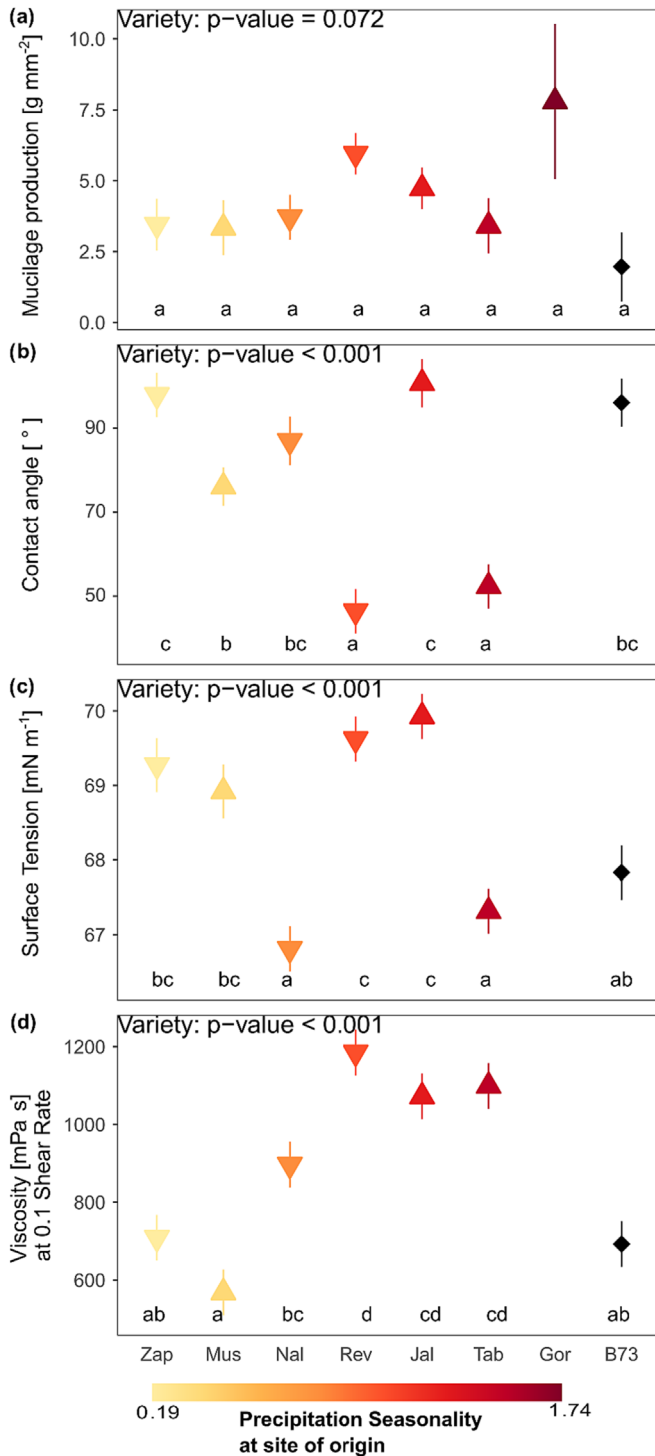 (a)
Variety: p-value = 0.072
Mucilage production [g mm⁻²]
10.0
7.5
5.0
2.5
0.0
a a a a a a a a
(b)
Variety: p-value < 0.001
Contact angle [ ° ]
90
70
50
c b bc a c a bc
(c)
Variety: p-value < 0.001
Surface Tension [mN m⁻¹]
70
69
68
67
bc bc a c c a ab
(d)
Variety: p-value < 0.001
Viscosity [mPa s]
at 0.1 Shear Rate
1200
1000
800
600
ab a bc d cd cd ab
Zap Mus Nal Rev Jal Tab Gor B73
0.19 1.74
Precipitation Seasonality
at site of origin